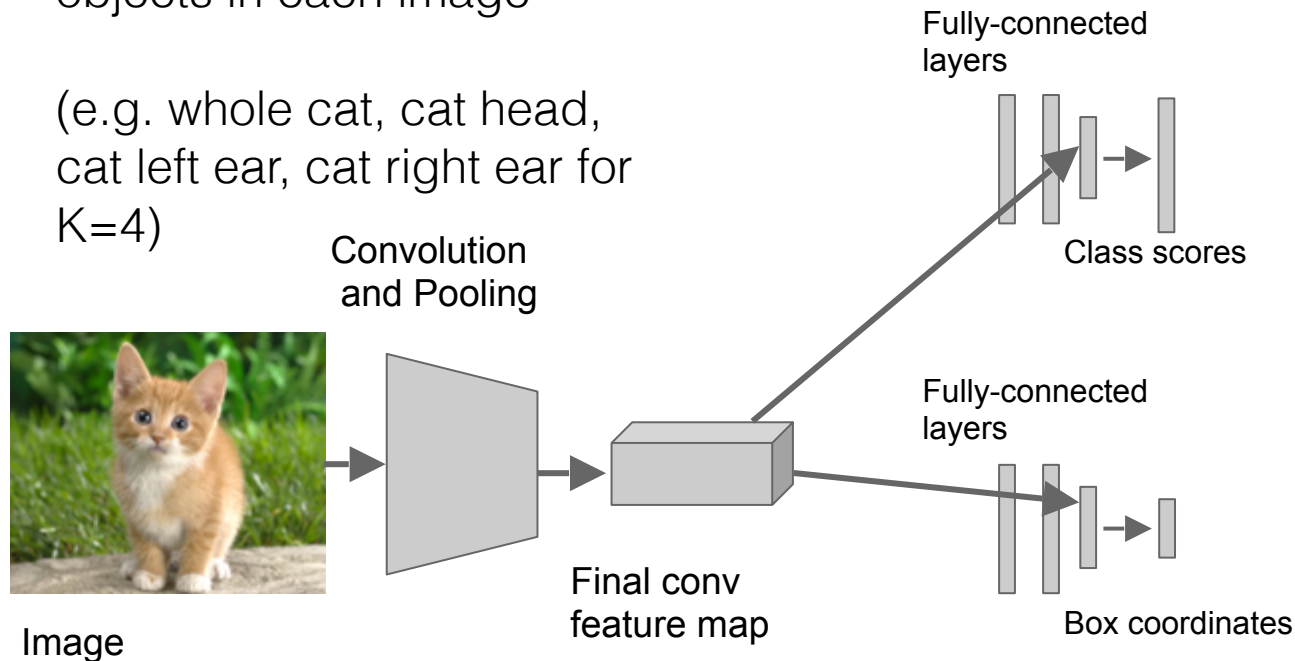 objects in each image
(e.g. whole cat, cat head,
cat left ear, cat right ear for
K=4)
Convolution
and Pooling
Fully-connected
layers
Class scores
Fully-connected
layers
Box coordinates
Final conv
feature map
Image